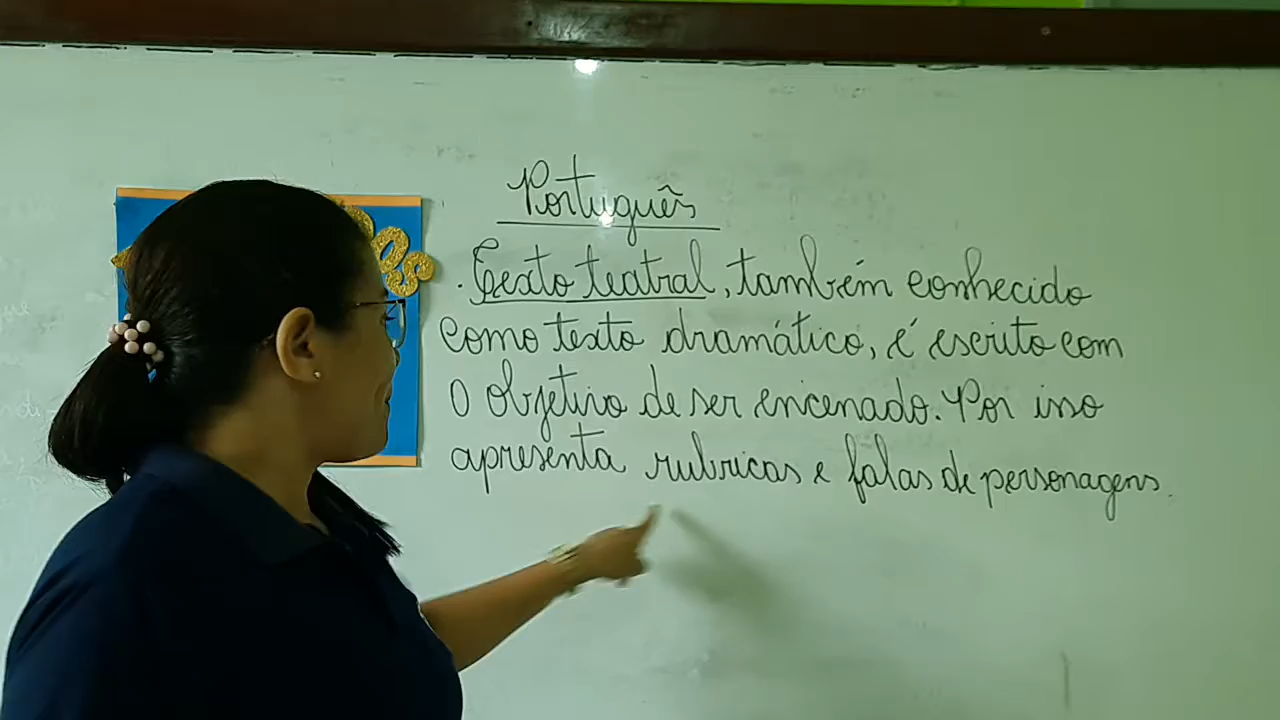 Português
. Texto teatral, também conhecido
como texto dramático, é escrito com
o objetivo de ser encenado. Por isso
apresenta rubricas e falas de personagens.